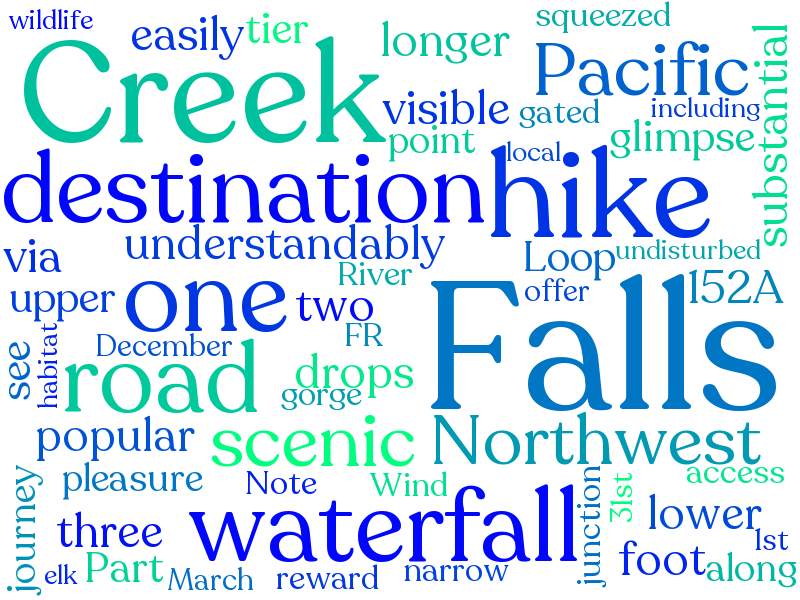 wildlife
easily
tier
longer
squeezed
Creek
Pacific
visible
gated
including
substantial
point
glimpse
local
destination
hike
understandably
via
Loop
undisturbed
River
upper
one
two
offer
152A
FR
December
see
habitat
road
drops
gorge
Falls
popular
scenic
Northwest
pleasure
Note
Wind
access
journey
waterfall
junction
31st
three
lower
1st
foot
along
elk
Part
March
reward
narrow